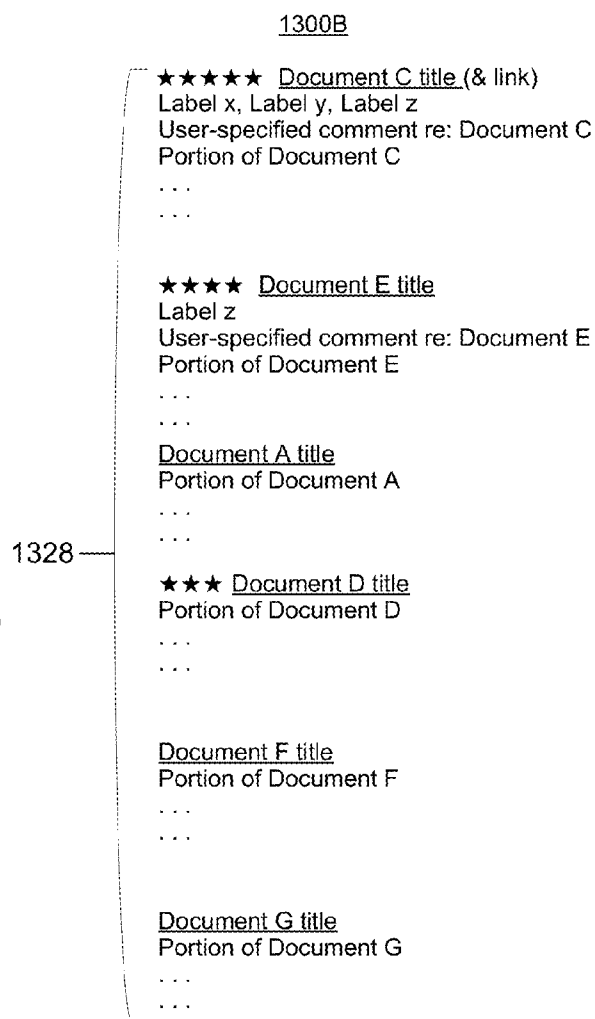 1300B
★★★★★ Document C title (& link)
Label x, Label y, Label z
User-specified comment re: Document C
Portion of Document C
. . .
. . .
★★★★ Document E title
Label z
User-specified comment re: Document E
Portion of Document E
. . .
. . .
Document A title
Portion of Document A
. . .
. . .
1328
★★★ Document D title
Portion of Document D
. . .
. . .
Document F title
Portion of Document F
. . .
. . .
Document G title
Portion of Document G
. . .
. . .